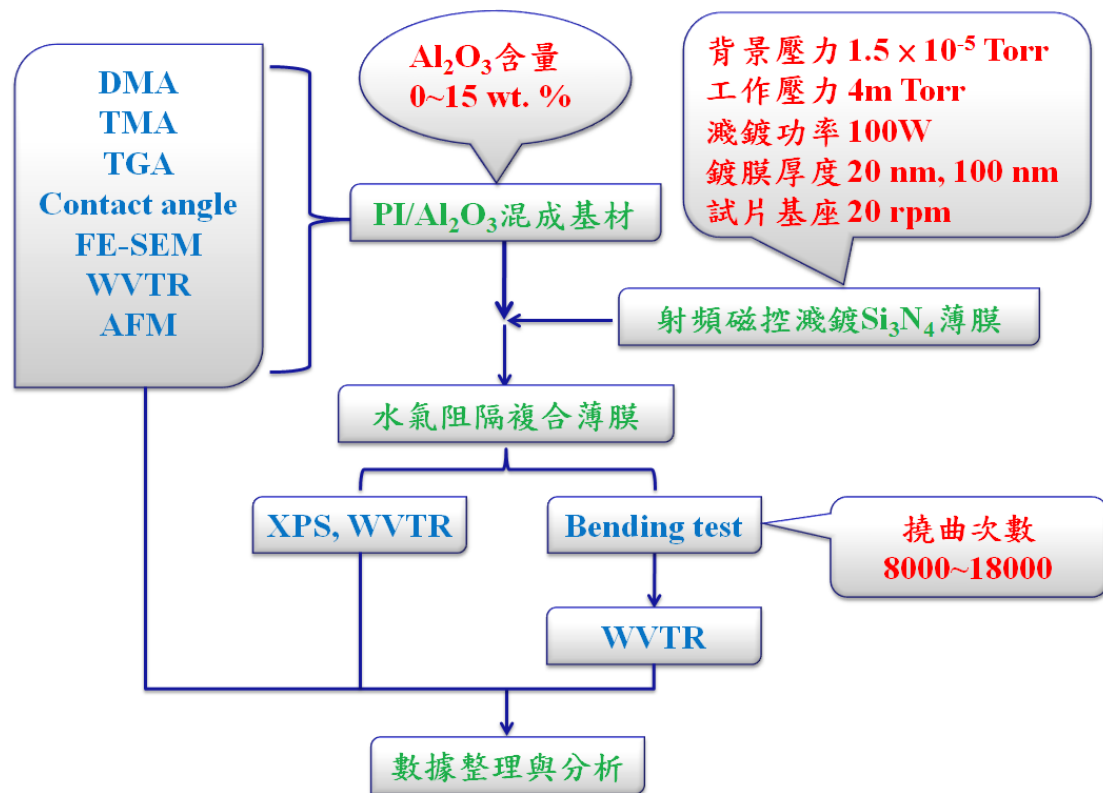 DMA
TMA
TGA
Contact angle
FE-SEM
WVTR
AFM
Al₂O₃含量
0~15 wt. %
背景壓力 1.5 × 10⁻⁵ Torr
工作壓力 4m Torr
濺鍍功率 100W
鍍膜厚度 20 nm, 100 nm
試片基座 20 rpm
PI/Al₂O₃混成基材
射頻磁控濺鍍Si₃N₄薄膜
水氣阻隔複合薄膜
XPS, WVTR
Bending test
撓曲次數
8000~18000
WVTR
數據整理與分析